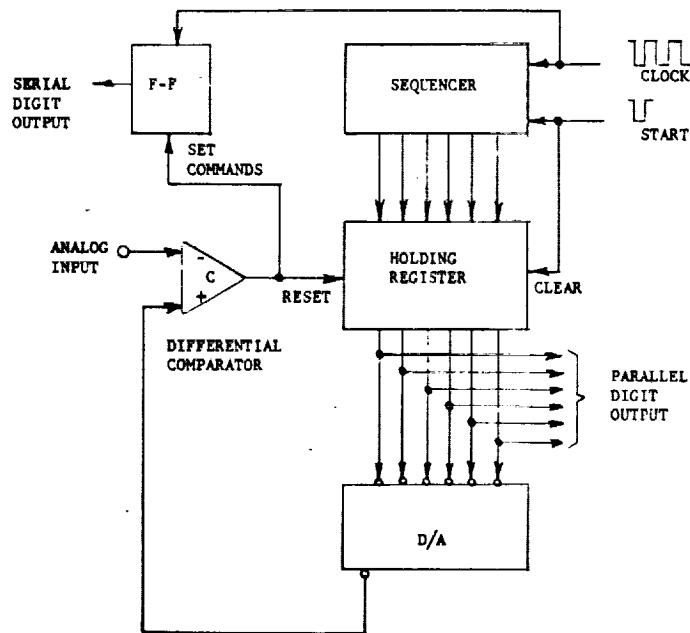 SERIAL
DIGIT
OUTPUT
F-F
SEQUENCER
CLOCK
START
SET
COMMANDS
ANALOG
INPUT
-
C
+
RESET
HOLDING
REGISTER
CLEAR
DIFFERENTIAL
COMPARATOR
PARALLEL
DIGIT
OUTPUT
D/A